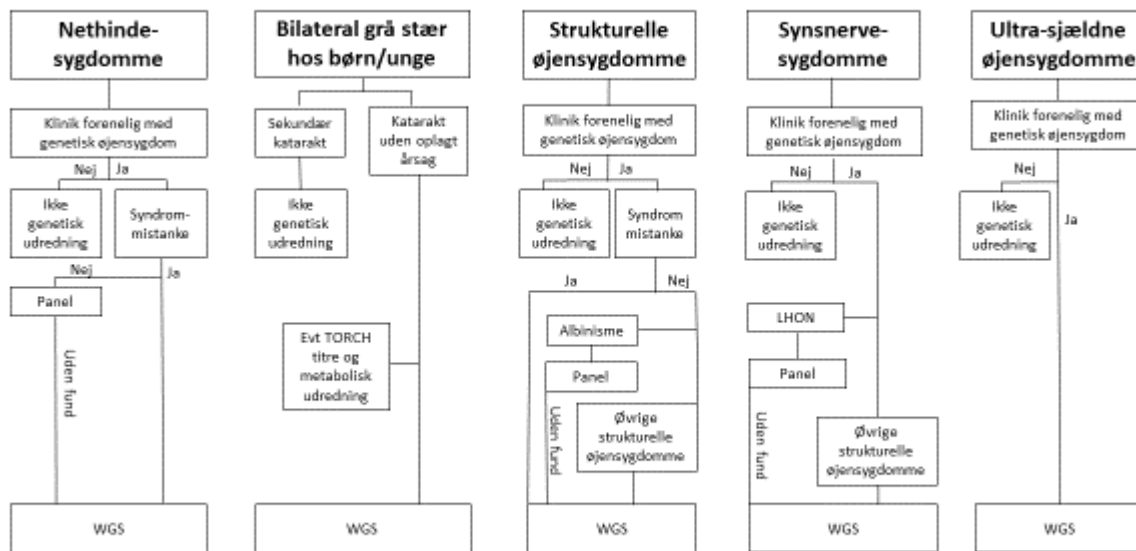 Nethinde-
sygdomme
Klinik forenelig med
genetisk øjensygdom
Nej
Ja
Ikke
genetisk
udredning
Syndrom-
mistanke
Nej
Ja
Panel
Uden fund
WGS
Bilateral grå stær
hos børn/unge
Sekundær
katarakt
Katarakt
uden oplagt
årsag
Ikke
genetisk
udredning
Evt TORCH
titre og
metabolisk
udredning
WGS
Strukturelle
øjensygdomme
Klinik forenelig med
genetisk øjensygdom
Nej
Ja
Ikke
genetisk
udredning
Syndrom
mistanke
Ja
Nej
Albinisme
Panel
Uden fund
Øvrige
strukturelle
øjensygdomme
WGS
Synsnerve-
sygdomme
Klinik forenelig med
genetisk øjensygdom
Nej
Ja
Ikke
genetisk
udredning
LHON
Panel
Uden fund
Øvrige
strukturelle
øjensygdomme
WGS
Ultra-sjældne
øjensygdomme
Klinik forenelig med
genetisk øjensygdom
Nej
Ikke
genetisk
udredning
Ja
WGS